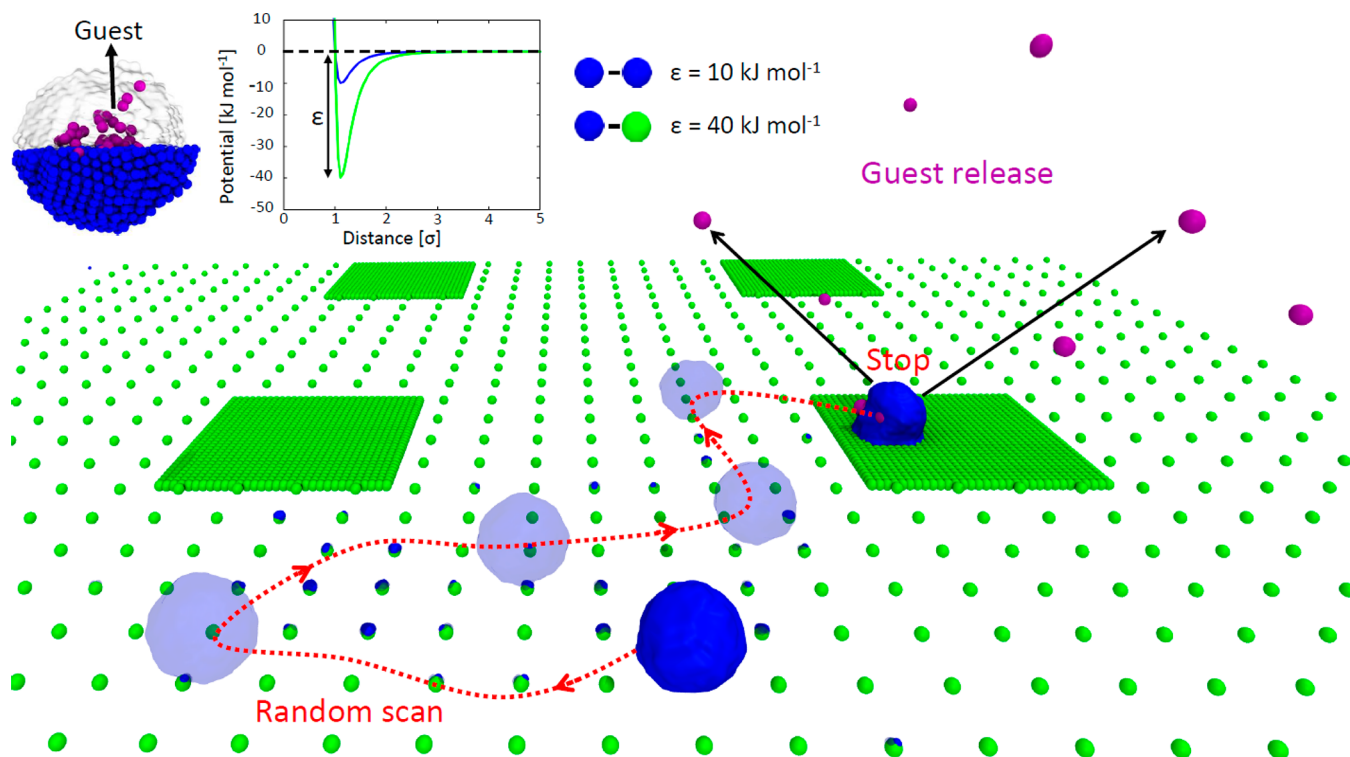 Guest
10
0
-10
-20
-30
-40
-50
Potential [kJ mol-1]
ε
0 1 2 3 4 5
Distance [σ]
ε = 10 kJ mol-1
ε = 40 kJ mol-1
Guest release
Stop
Random scan